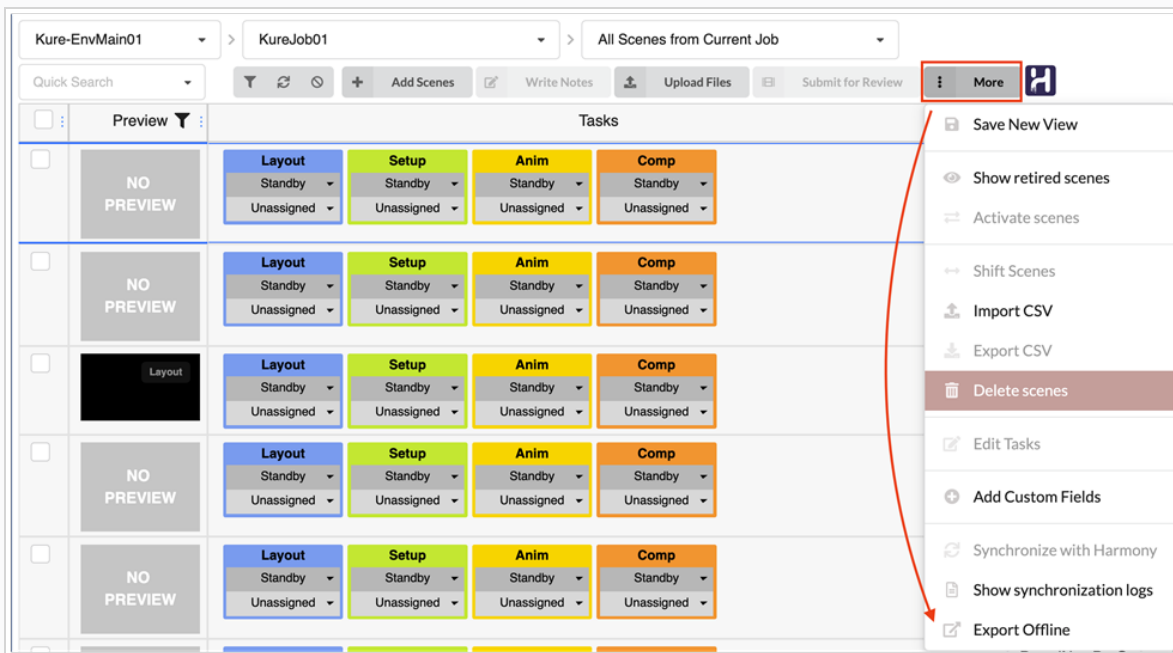 Kure-EnvMain01 > KureJob01 > All Scenes from Current Job
Quick Search Add Scenes Write Notes Upload Files Submit for Review More
Preview Tasks
Save New View
Show retired scenes
Activate scenes
Shift Scenes
Import CSV
Export CSV
Delete scenes
Edit Tasks
Add Custom Fields
Synchronize with Harmony
Show synchronization logs
Export Offline
NO PREVIEW
Layout Setup Anim Comp
Standby Standby Standby Standby
Unassigned Unassigned Unassigned Unassigned
NO PREVIEW
Layout Setup Anim Comp
Standby Standby Standby Standby
Unassigned Unassigned Unassigned Unassigned
Layout
Layout Setup Anim Comp
Standby Standby Standby Standby
Unassigned Unassigned Unassigned Unassigned
NO PREVIEW
Layout Setup Anim Comp
Standby Standby Standby Standby
Unassigned Unassigned Unassigned Unassigned
NO PREVIEW
Layout Setup Anim Comp
Standby Standby Standby Standby
Unassigned Unassigned Unassigned Unassigned